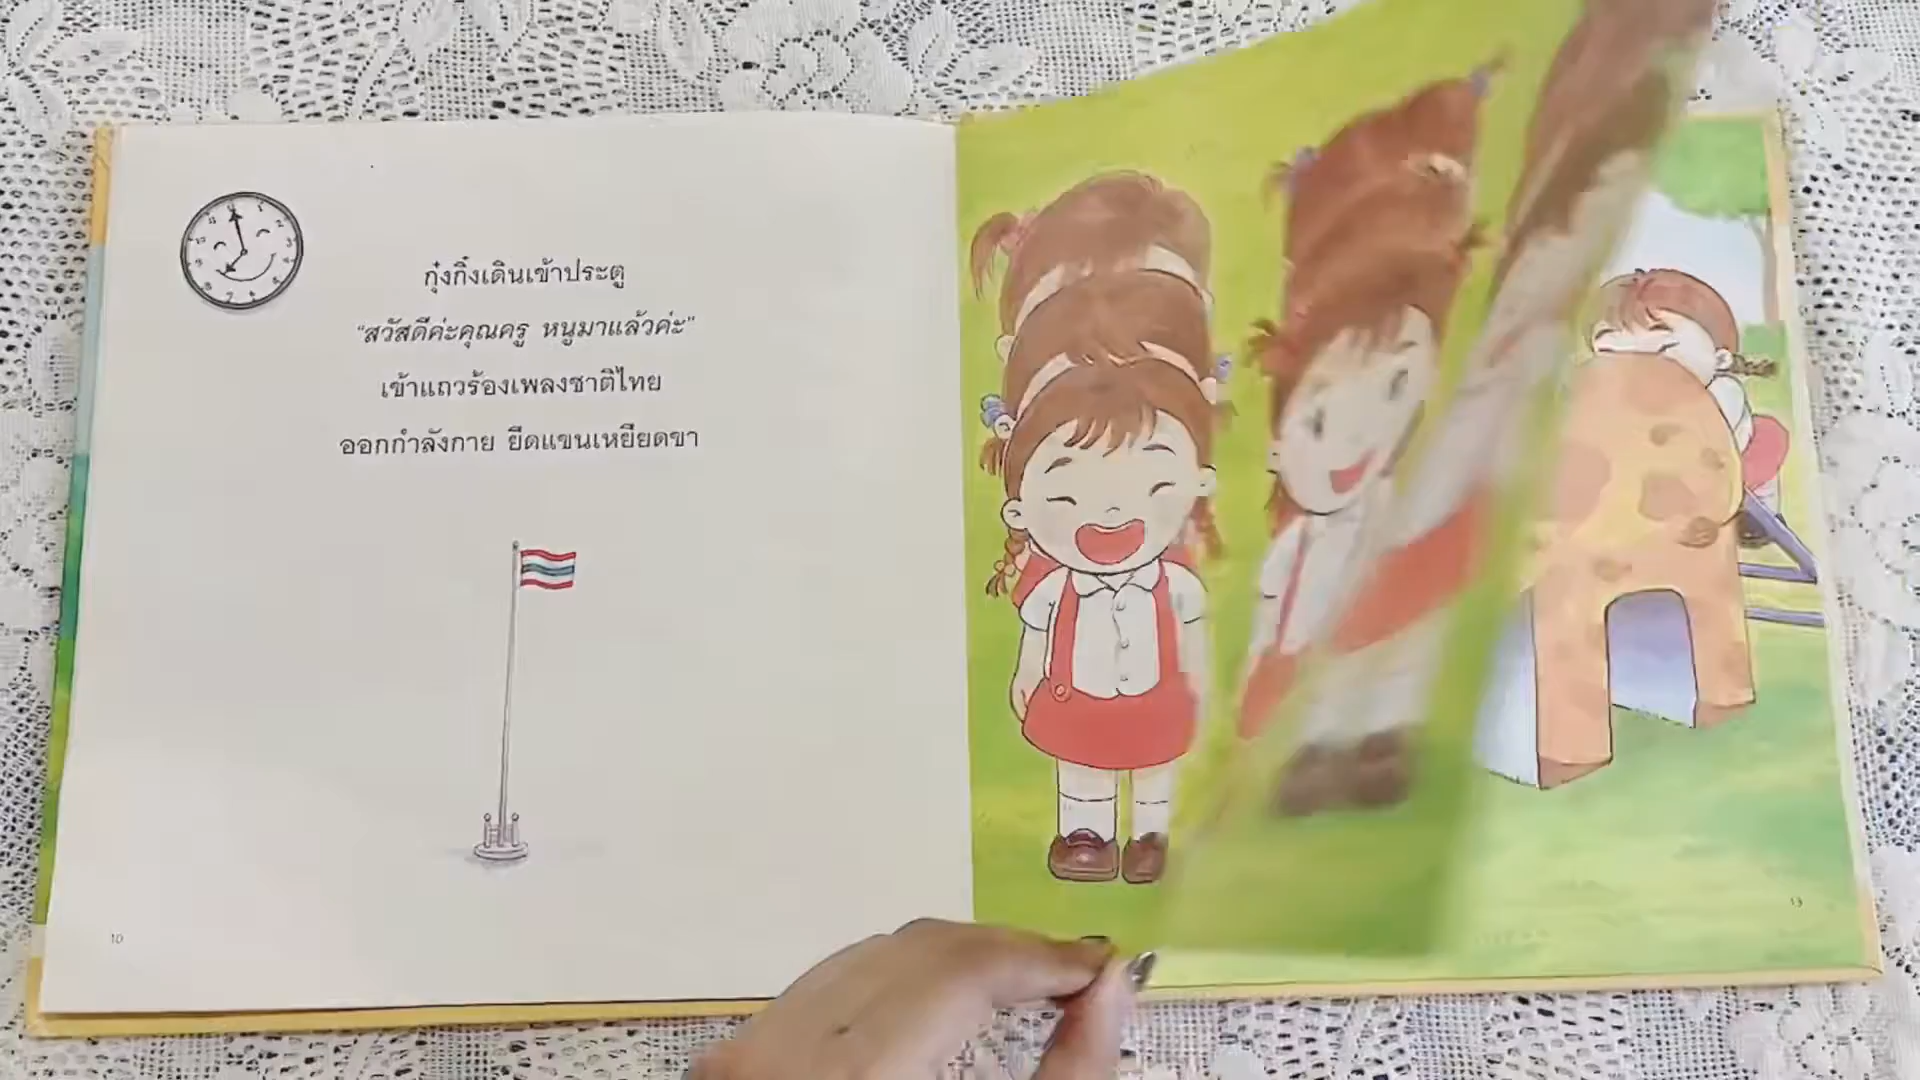 กุ๋งกิ๋งเดินเข้าประตู
“สวัสดีค่ะคุณครู หนูมาแล้วค่ะ”
เข้าแถวร้องเพลงชาติไทย
ออกกำลังกาย ยืดแขนเหยียดขา
10
13